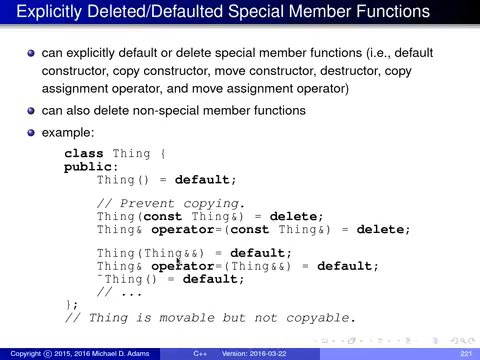 Explicitly Deleted/Defaulted Special Member Functions
can explicitly default or delete special member functions (i.e., default
constructor, copy constructor, move constructor, destructor, copy
assignment operator, and move assignment operator)
can also delete non-special member functions
example:
class Thing {
public:
Thing() = default;
// Prevent copying.
Thing(const Thing&) = delete;
Thing& operator=(const Thing&) = delete;
Thing(Thing&&) = default;
Thing& operator=(Thing&&) = default;
~Thing() = default;
// ...
};
// Thing is movable but not copyable.
Copyright © 2015, 2016 Michael D. Adams C++ Version: 2016-03-22 221